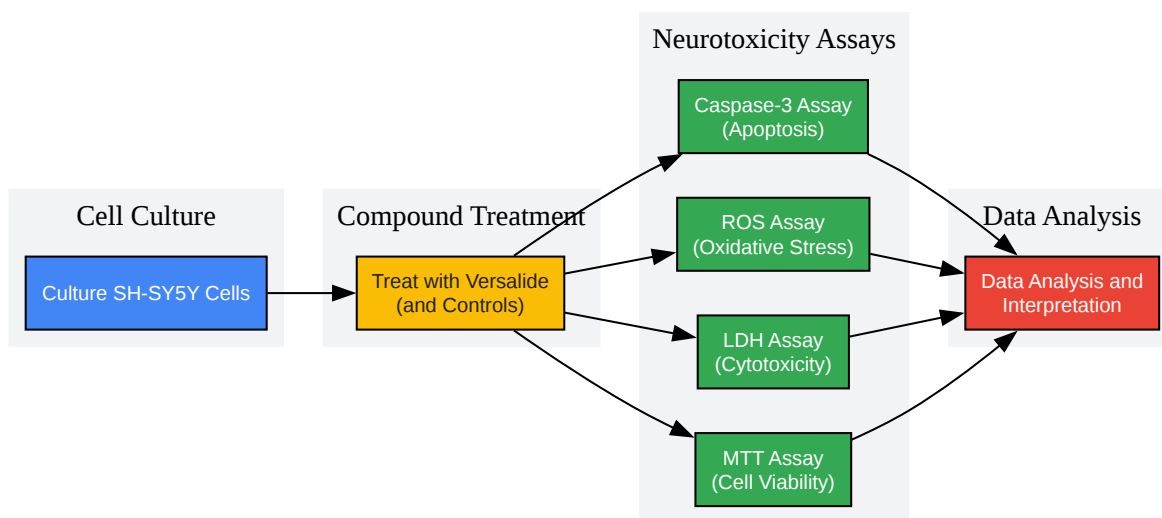 Cell Culture
Culture SH-SY5Y Cells
Compound Treatment
Treat with Versalide
(and Controls)
Neurotoxicity Assays
Caspase-3 Assay
(Apoptosis)
ROS Assay
(Oxidative Stress)
LDH Assay
(Cytotoxicity)
MTT Assay
(Cell Viability)
Data Analysis
Data Analysis and
Interpretation